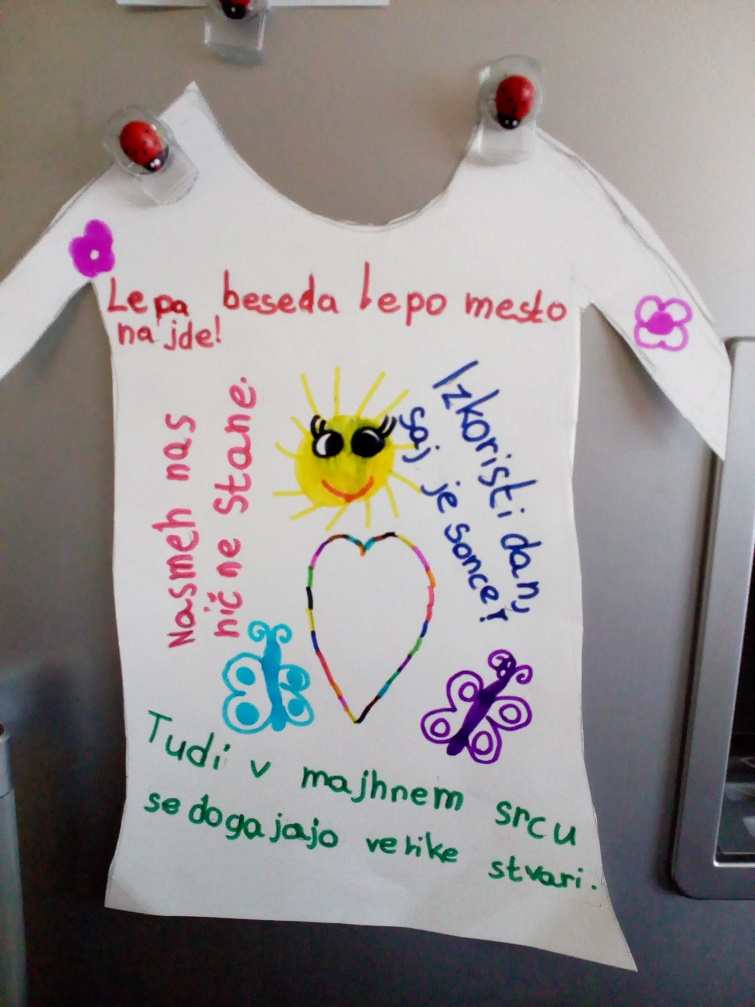 Lepa beseda lepo mesto
najde!
Nasmeh nas
nič ne stane.
Izkoristi dan,
saj je sonce!
Tudi v majhnem srcu
se dogajajo velike stvari.